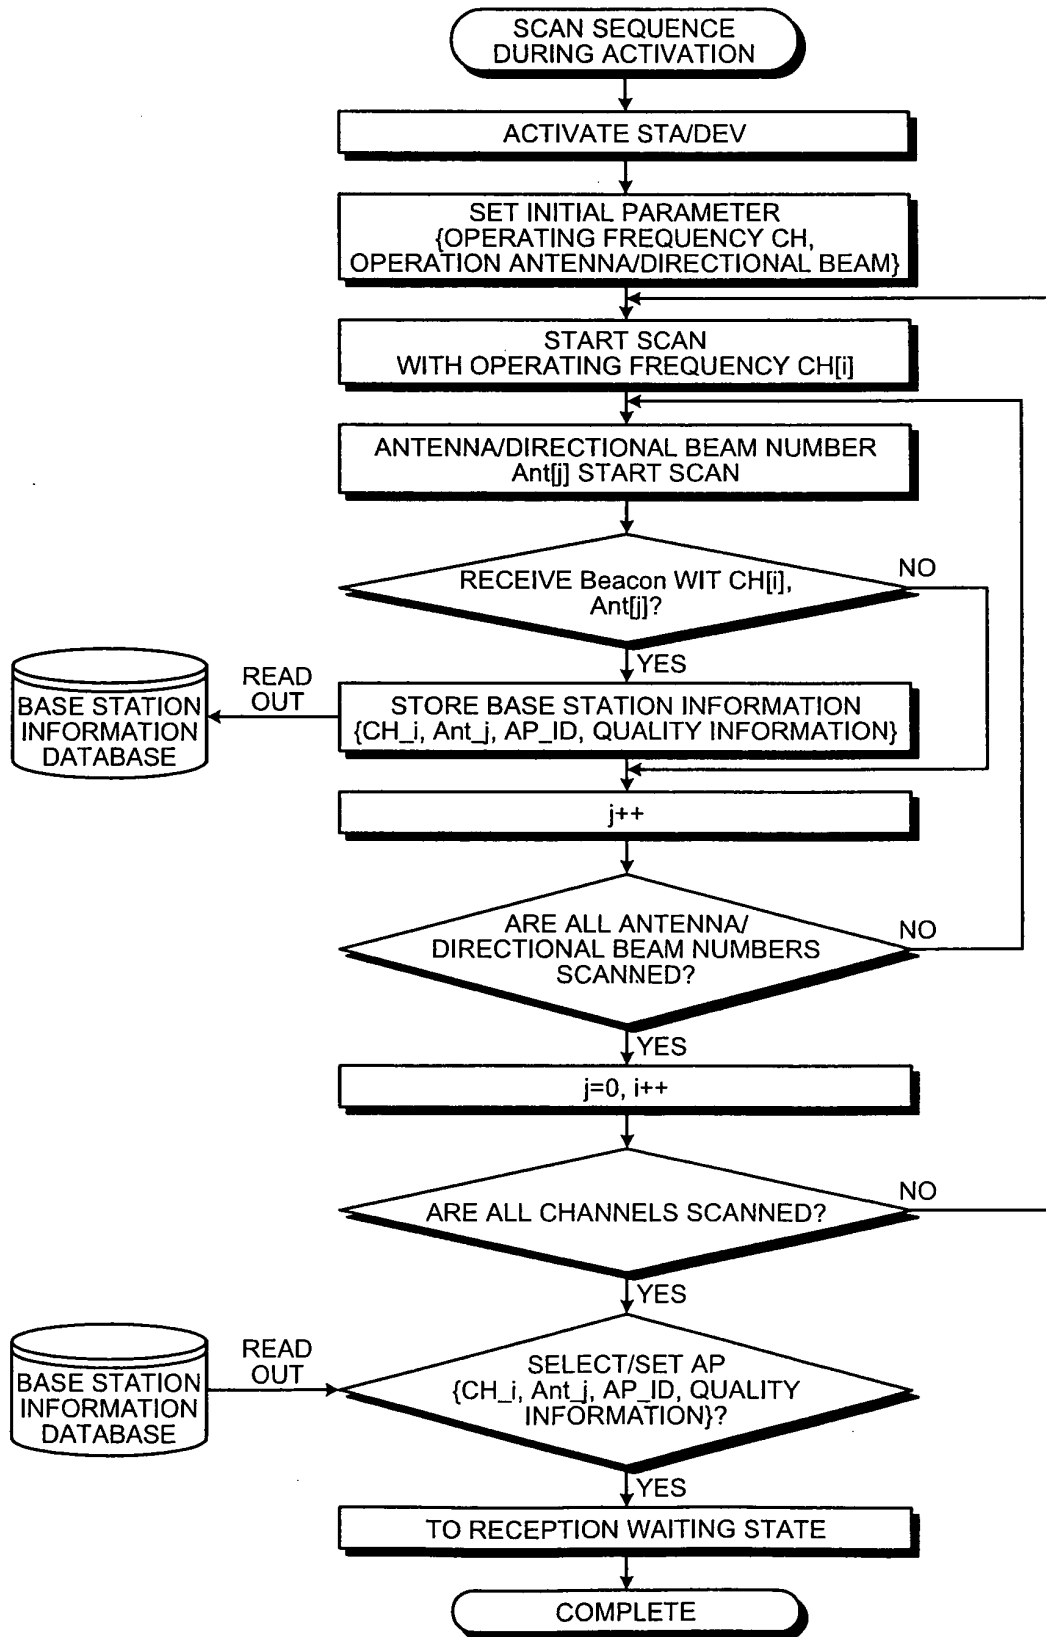 SCAN SEQUENCE
DURING ACTIVATION
ACTIVATE STA/DEV
SET INITIAL PARAMETER
{OPERATING FREQUENCY CH,
OPERATION ANTENNA/DIRECTIONAL BEAM}
START SCAN
WITH OPERATING FREQUENCY CH[i]
ANTENNA/DIRECTIONAL BEAM NUMBER
Ant[j] START SCAN
RECEIVE Beacon WIT CH[i],
Ant[j]?
NO
YES
BASE STATION
INFORMATION
DATABASE
READ
OUT
STORE BASE STATION INFORMATION
{CH_i, Ant_j, AP_ID, QUALITY INFORMATION}
j++
ARE ALL ANTENNA/
DIRECTIONAL BEAM NUMBERS
SCANNED?
NO
YES
j=0, i++
ARE ALL CHANNELS SCANNED?
NO
YES
BASE STATION
INFORMATION
DATABASE
READ
OUT
SELECT/SET AP
{CH_i, Ant_j, AP_ID, QUALITY
INFORMATION}?
YES
TO RECEPTION WAITING STATE
COMPLETE